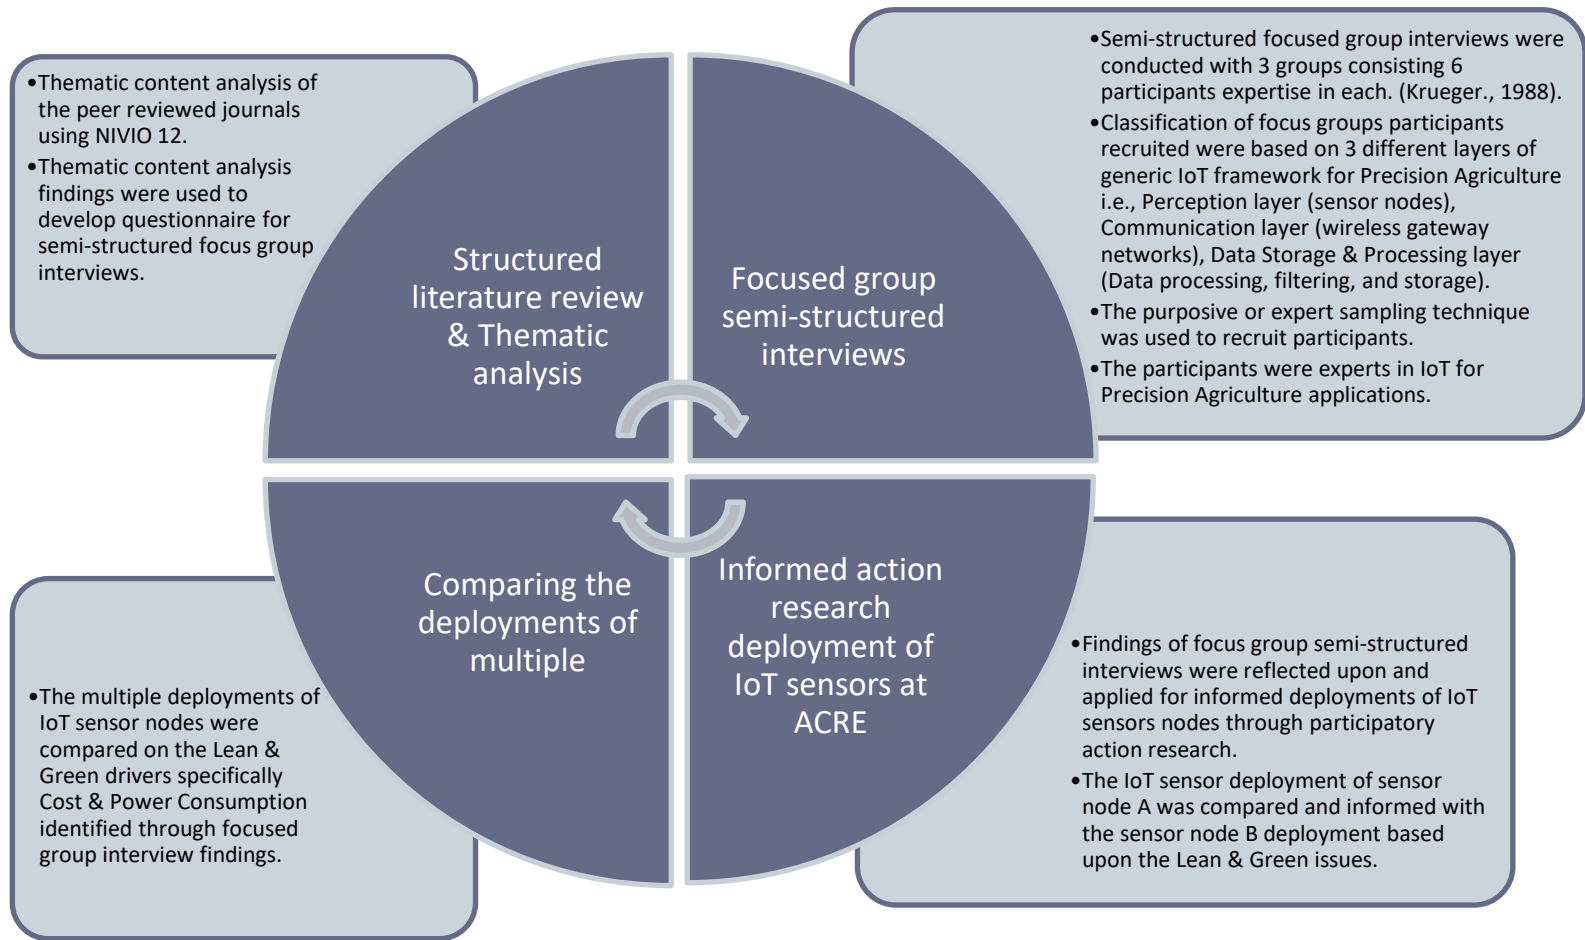 •Thematic content analysis of
the peer reviewed journals
using NIVIO 12.
•Thematic content analysis
findings were used to
develop questionnaire for
semi-structured focus group
interviews.
Structured
literature review
& Thematic
analysis
Focused group
semi-structured
interviews
•Semi-structured focused group interviews were
conducted with 3 groups consisting 6
participants expertise in each. (Krueger., 1988).
•Classification of focus groups participants
recruited were based on 3 different layers of
generic IoT framework for Precision Agriculture
i.e., Perception layer (sensor nodes),
Communication layer (wireless gateway
networks), Data Storage & Processing layer
(Data processing, filtering, and storage).
•The purposive or expert sampling technique
was used to recruit participants.
•The participants were experts in IoT for
Precision Agriculture applications.
•The multiple deployments of
IoT sensor nodes were
compared on the Lean &
Green drivers specifically
Cost & Power Consumption
identified through focused
group interview findings.
Comparing the
deployments of
multiple
Informed action
research
deployment of
IoT sensors at
ACRE
•Findings of focus group semi-structured
interviews were reflected upon and
applied for informed deployments of IoT
sensors nodes through participatory
action research.
•The IoT sensor deployment of sensor
node A was compared and informed with
the sensor node B deployment based
upon the Lean & Green issues.